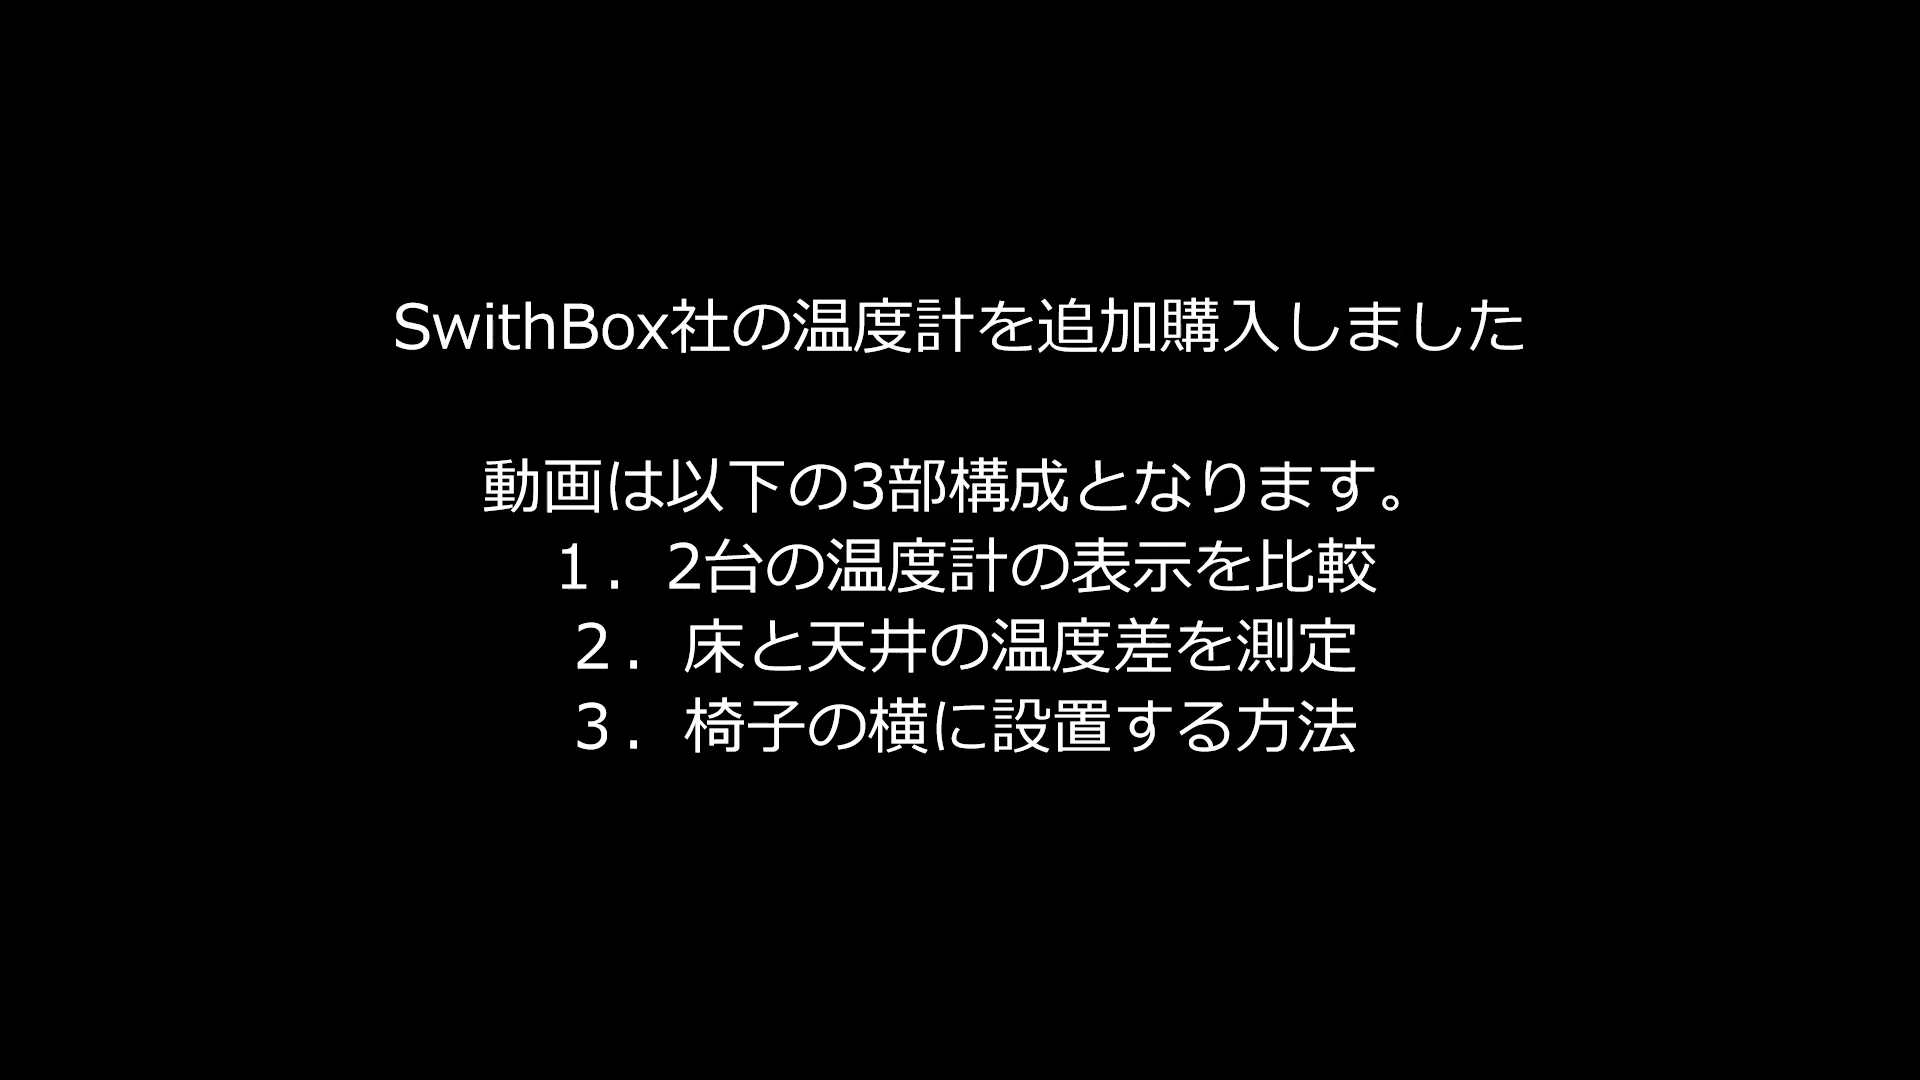 SwithBox社の温度計を追加購入しました
動画は以下の3部構成となります。
１．2台の温度計の表示を比較
２．床と天井の温度差を測定
３．椅子の横に設置する方法